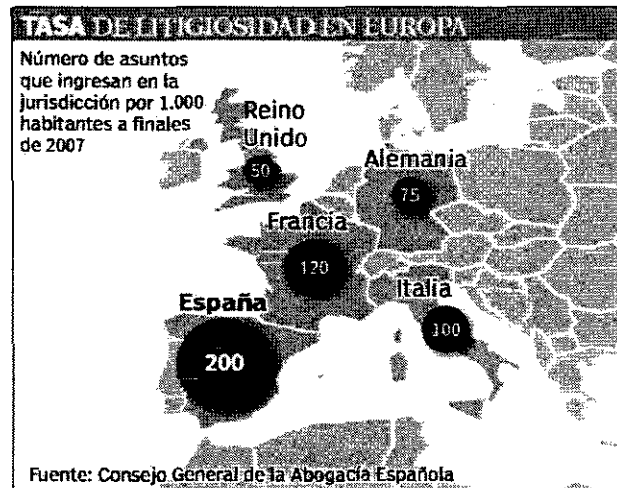 TASA DE LITIGIOSIDAD EN EUROPA
Número de asuntos
que ingresan en la
jurisdicción por 1.000
habitantes a finales
de 2007
Reino
Unido
50
Alemania
75
Francia
120
Italia
100
España
200
Fuente: Consejo General de la Abogacía Española